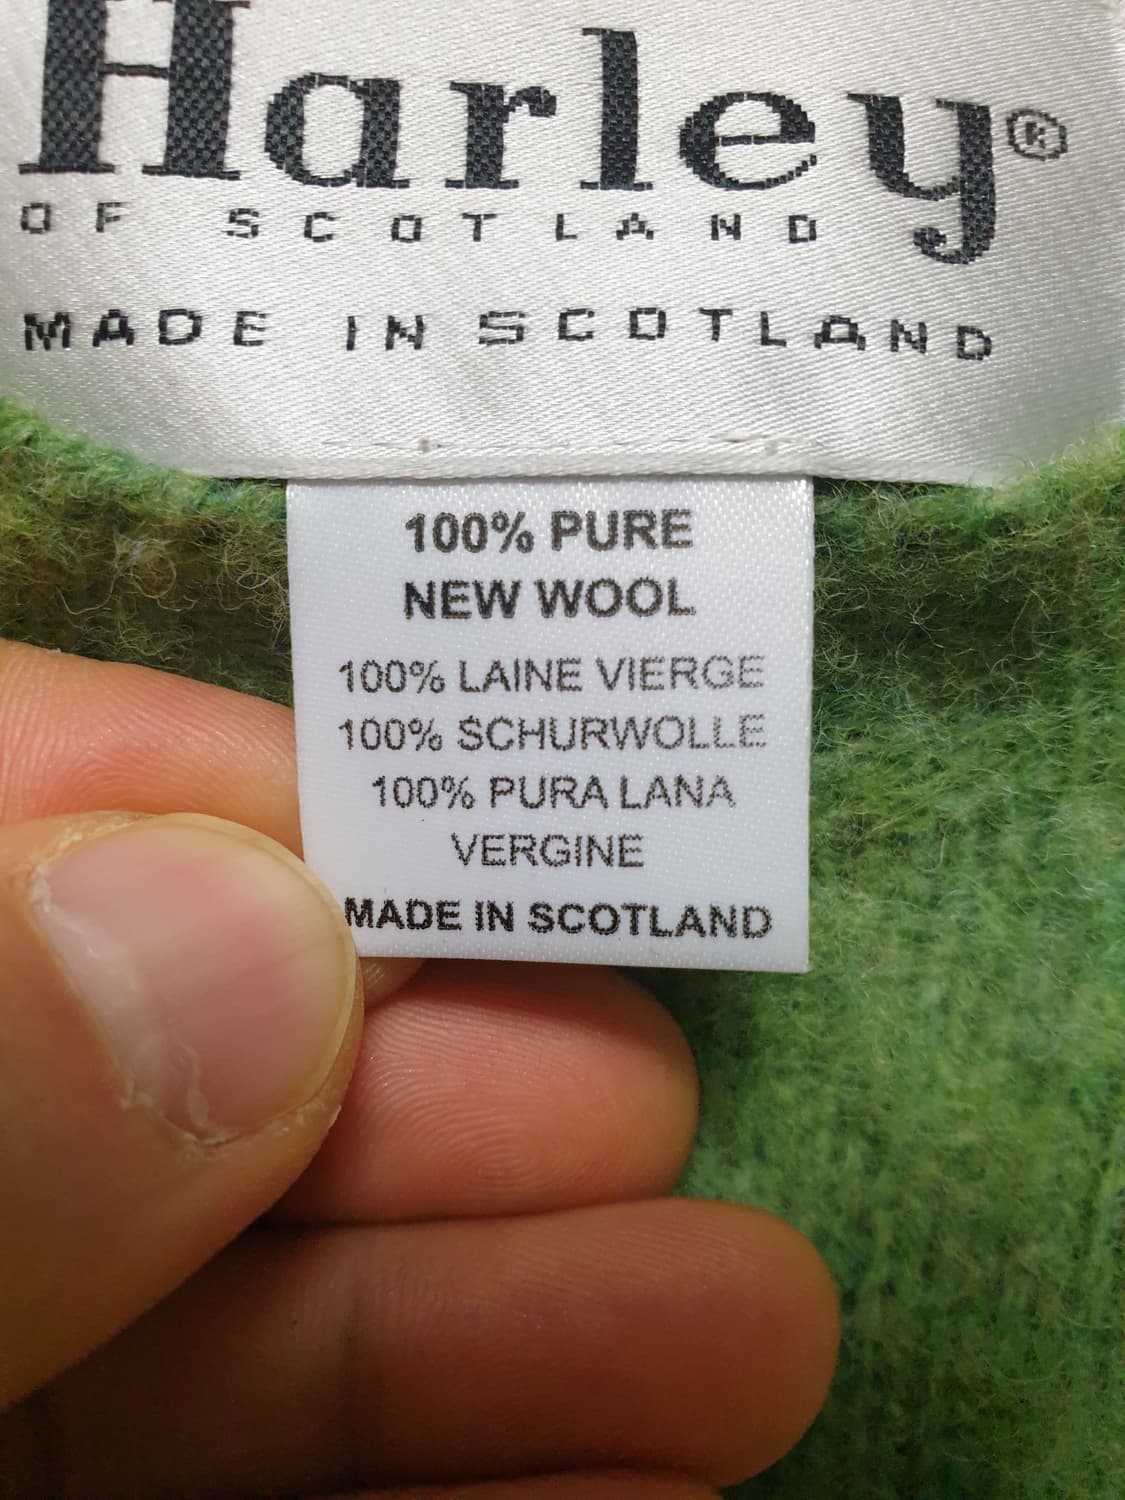 Harley®
OF SCOTLAND
MADE IN SCOTLAND
100% PURE
NEW WOOL
100% LAINE VIERGE
100% SCHURWOLLE
100% PURA LANA
VERGINE
MADE IN SCOTLAND